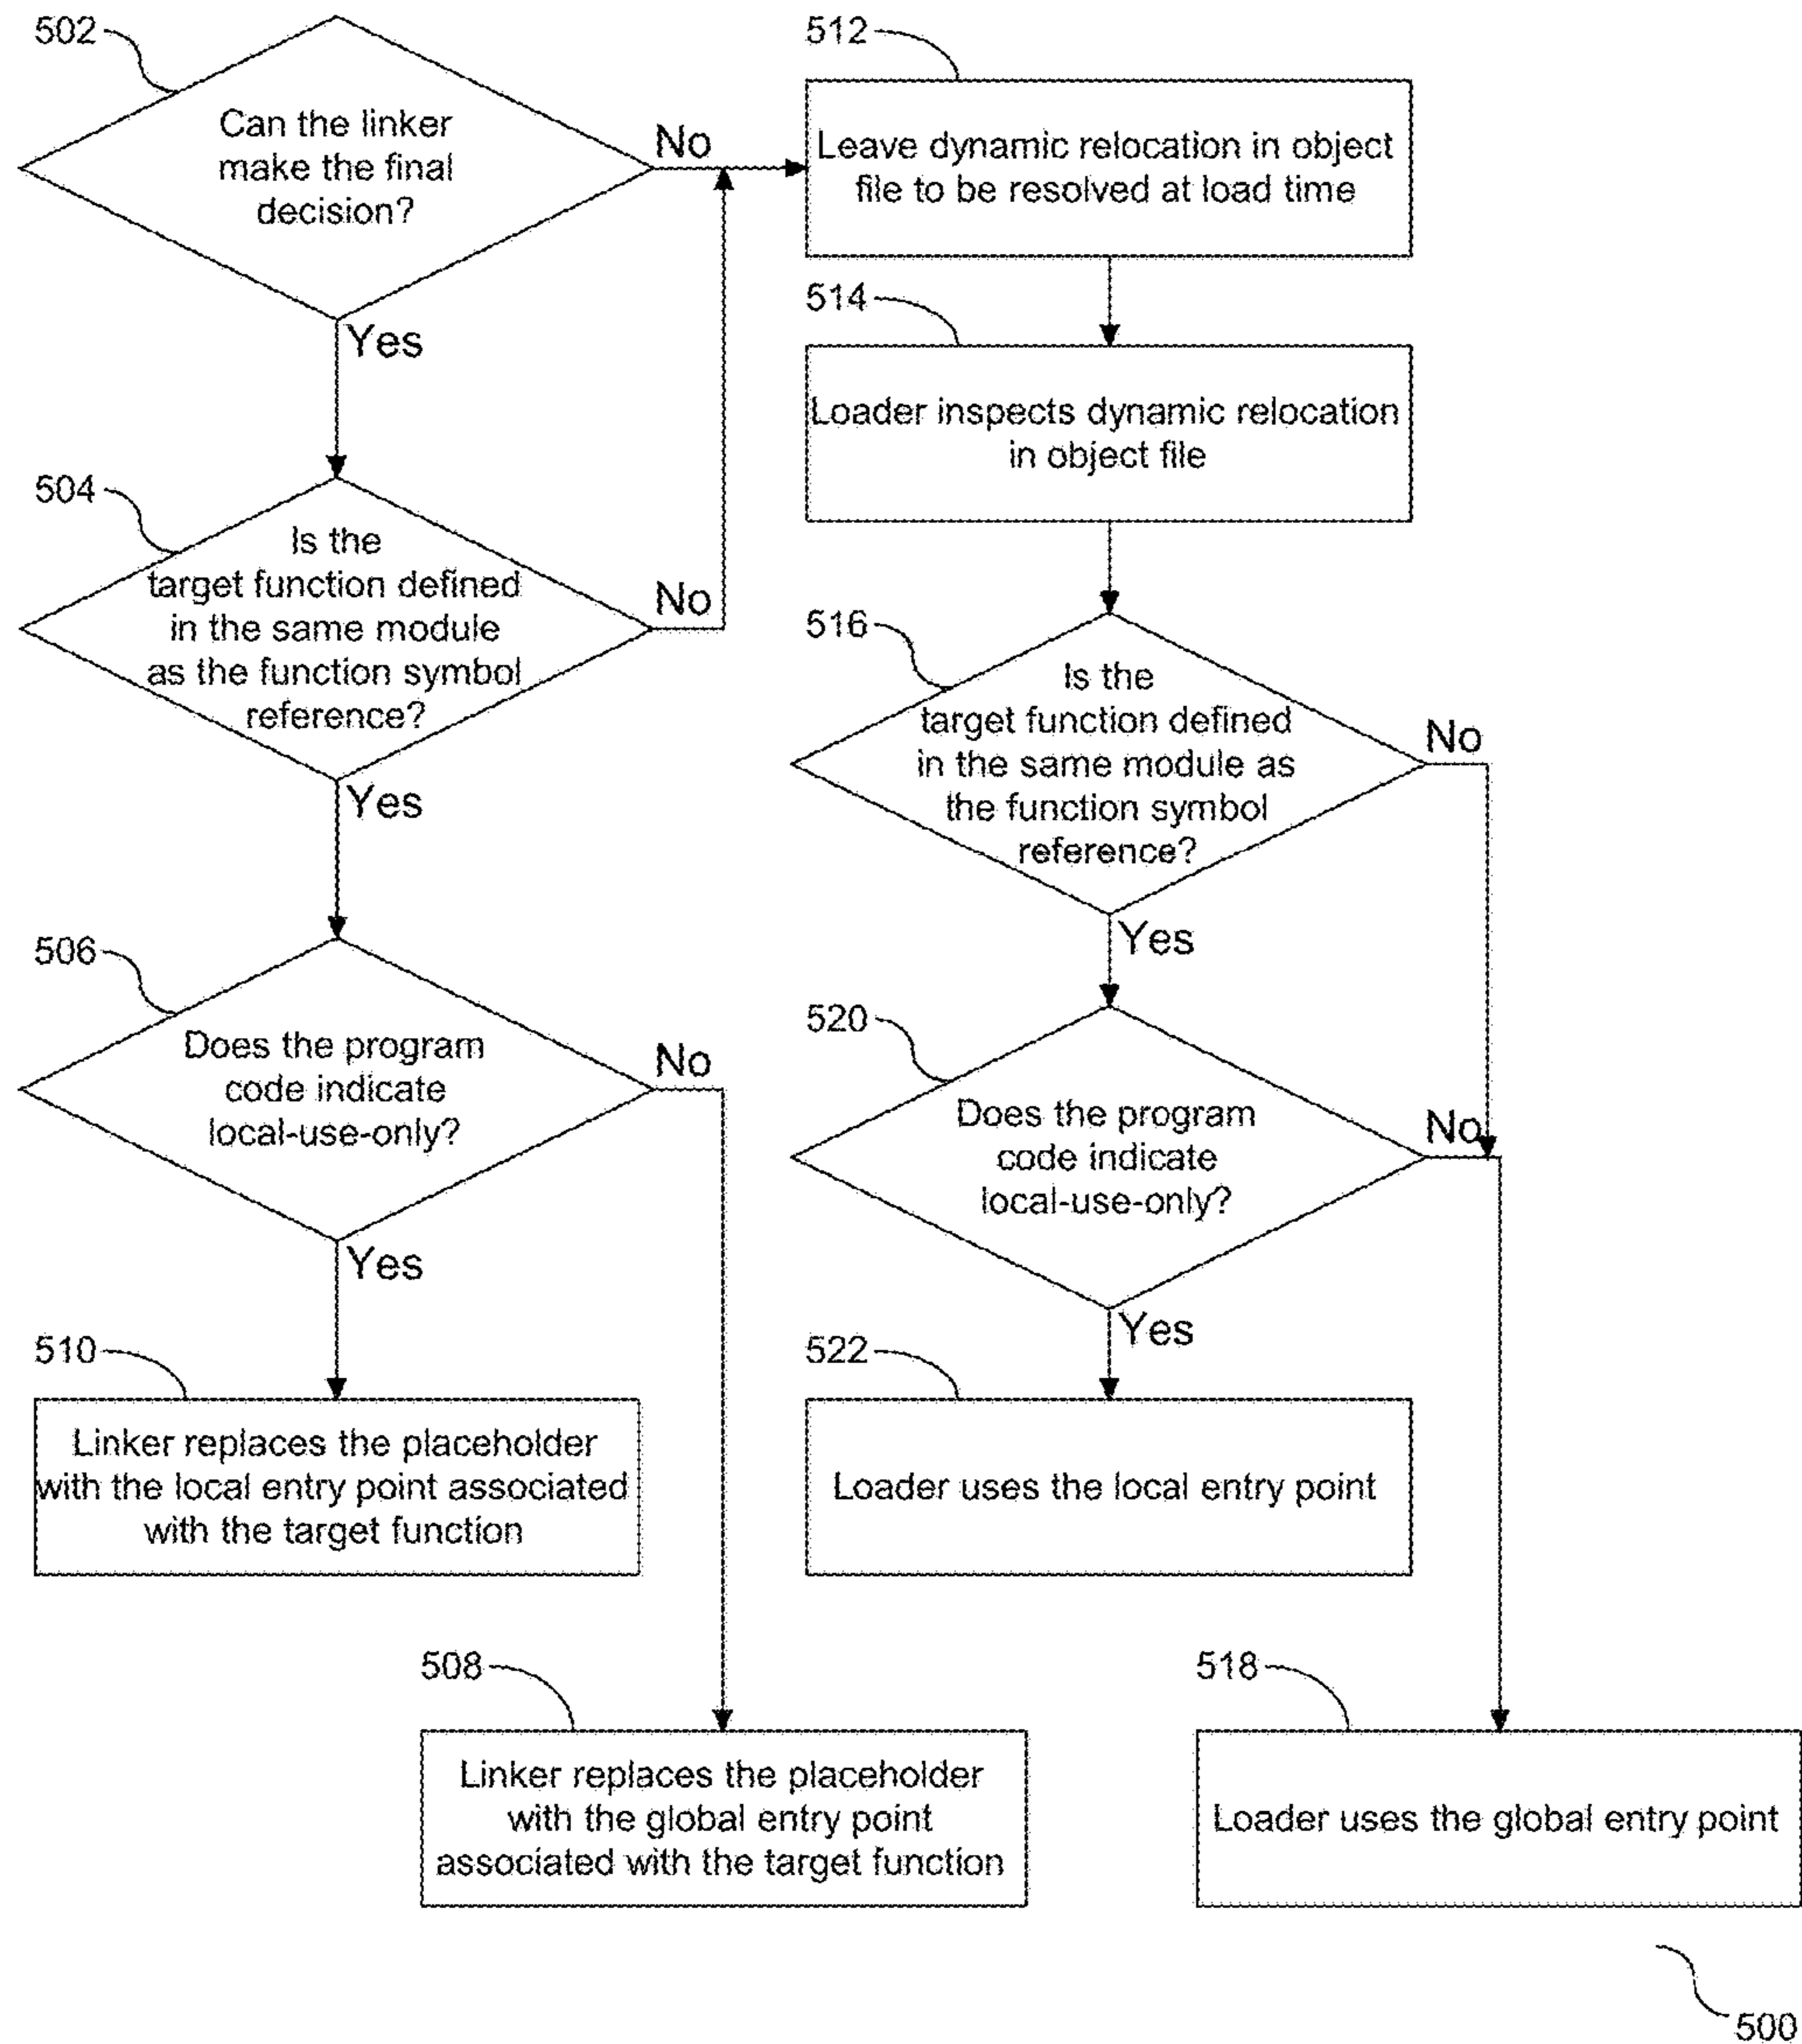 502
Can the linker
make the final
decision?
No
Yes
504
Is the
target function defined
in the same module
as the function symbol
reference?
No
Yes
506
Does the program
code indicate
local-use-only?
No
Yes
510
Linker replaces the placeholder
with the local entry point associated
with the target function
508
Linker replaces the placeholder
with the global entry point
associated with the target function
512
Leave dynamic relocation in object
file to be resolved at load time
514
Loader inspects dynamic relocation
in object file
516
Is the
target function defined
in the same module as
the function symbol
reference?
No
Yes
520
Does the program
code indicate
local-use-only?
No
Yes
522
Loader uses the local entry point
518
Loader uses the global entry point
500